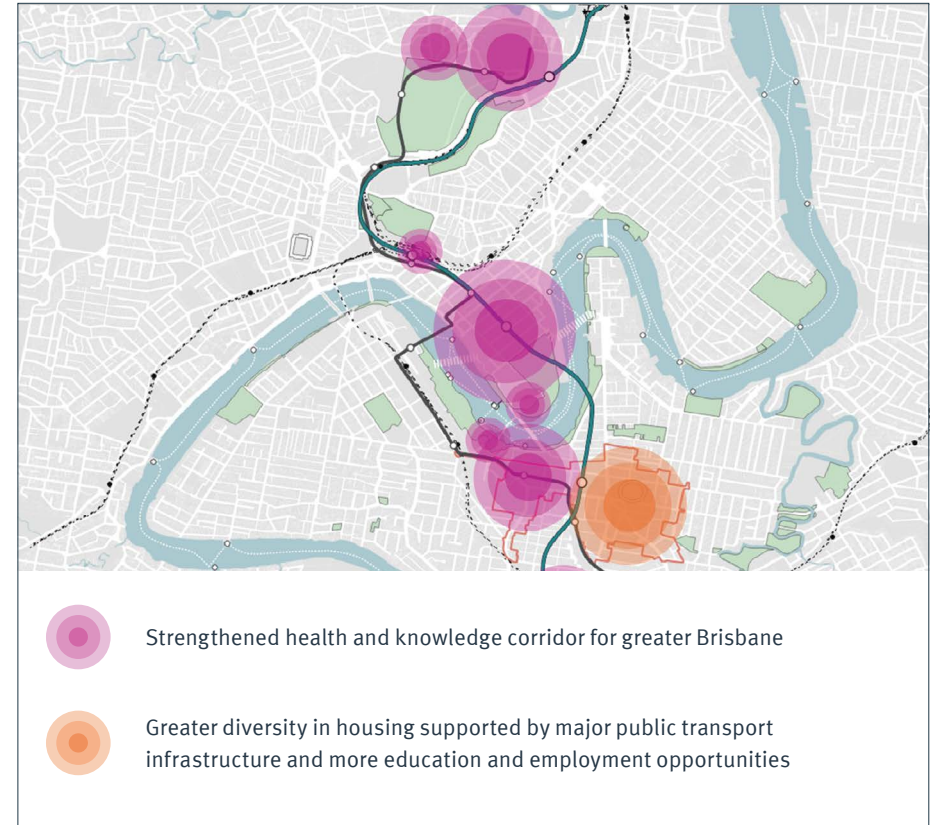 Strengthened health and knowledge corridor for greater Brisbane
Greater diversity in housing supported by major public transport
infrastructure and more education and employment opportunities